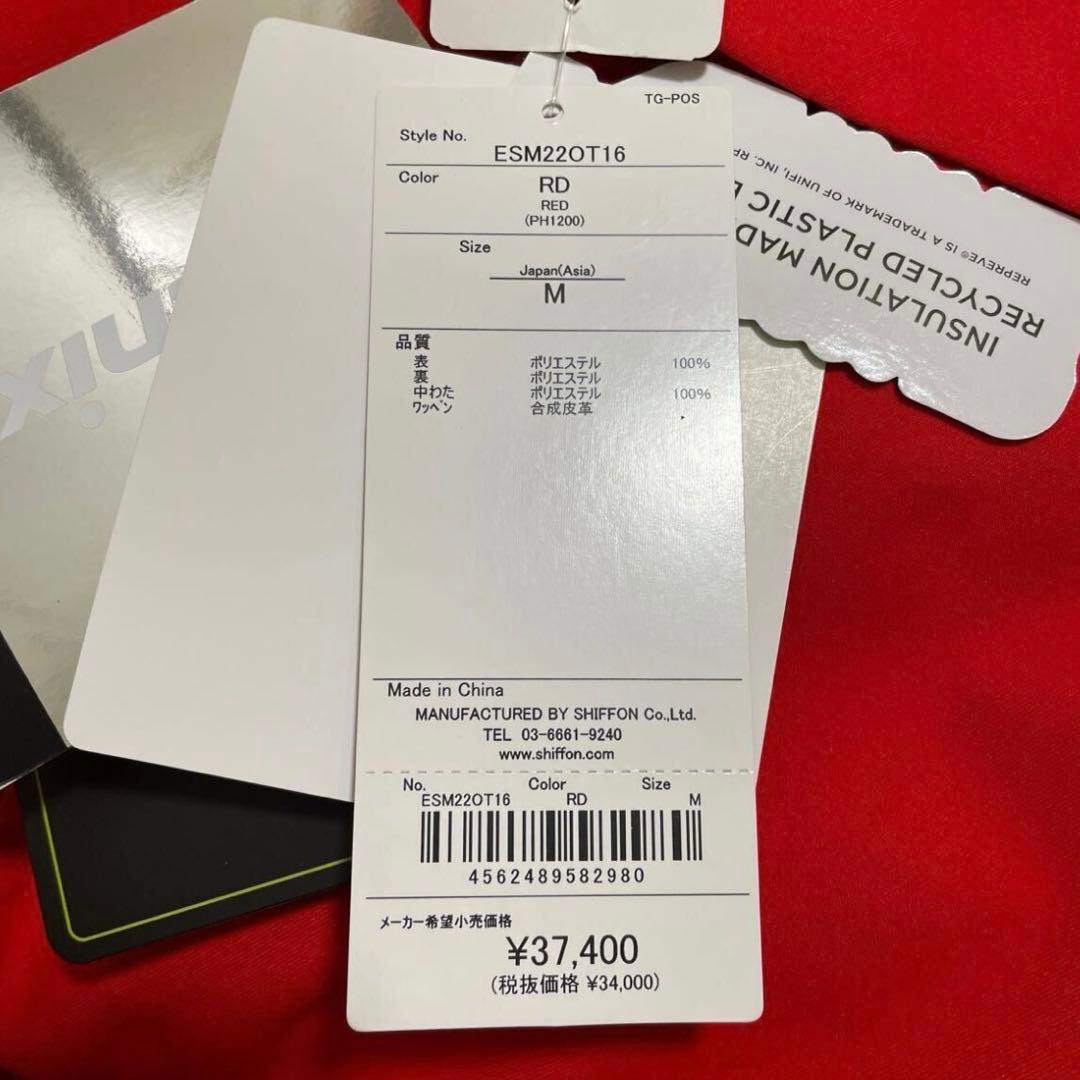 TG-POS
Style No.
ESM22OT16
Color
RD
RED
(PH1200)
Size
Japan(Asia)
M
品質
表 ポリエステル 100%
裏 ポリエステル
中わた ポリエステル 100%
ワッペン 合成皮革
Made in China
MANUFACTURED BY SHIFFON Co.,Ltd.
TEL 03-6661-9240
www.shiffon.com
No. Color Size
ESM22OT16 RD M
4562489582980
メーカー希望小売価格
¥37,400
(税抜価格 ¥34,000)
INSULATION
RECYCLED PLASTIC
REPREVE® IS A TRADEMARK OF UNIFI, INC.